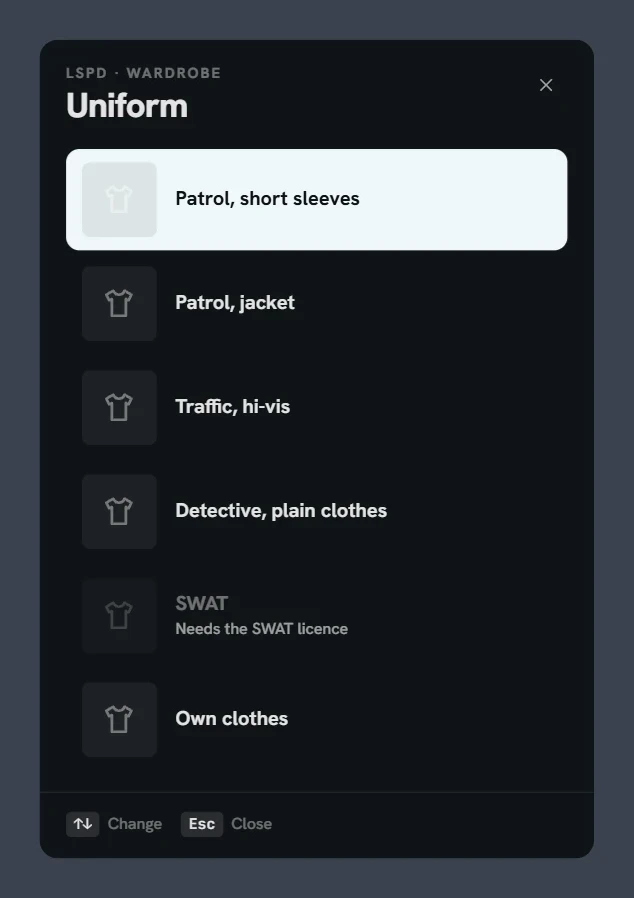 LSPD · WARDROBE
Uniform
Patrol, short sleeves
Patrol, jacket
Traffic, hi-vis
Detective, plain clothes
SWAT
Needs the SWAT licence
Own clothes
↑↓ Change Esc Close